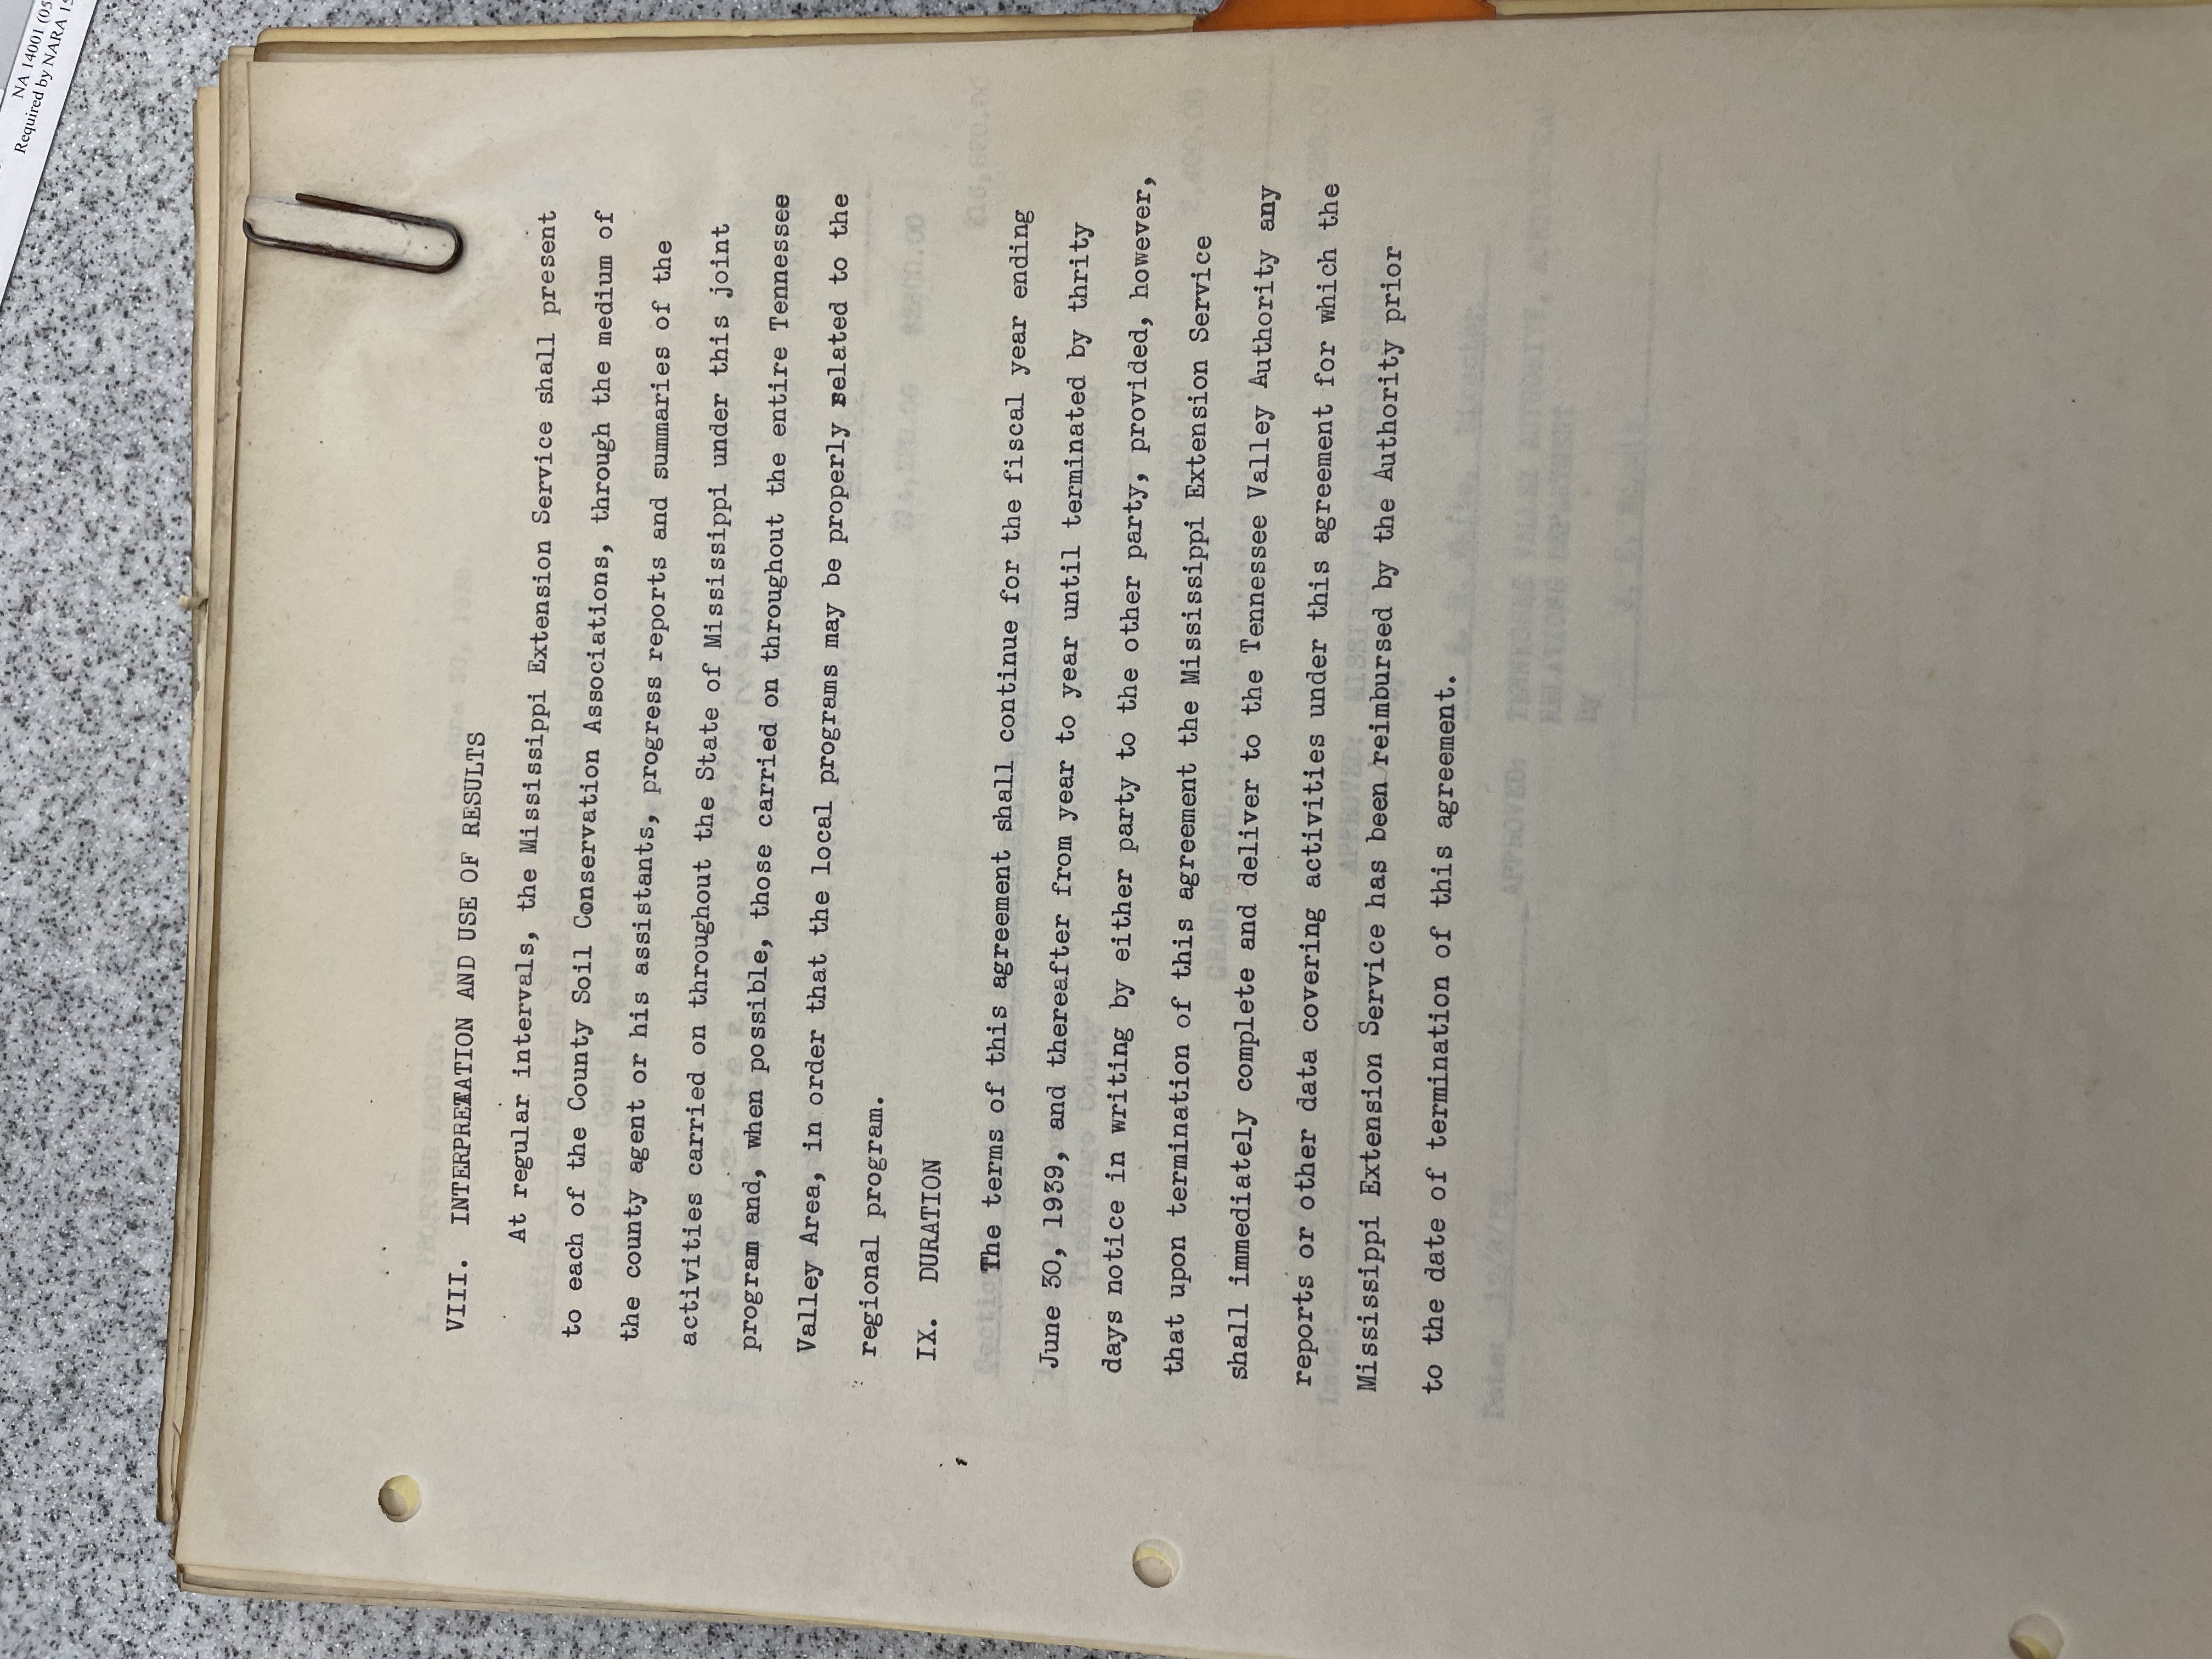 NA 14001 (05
Required by NARA 15
VIII. INTERPRETATION AND USE OF RESULTS
At regular intervals, the Mississippi Extension Service shall present
to each of the County Soil Conservation Associations, through the medium of
the county agent or his assistants, progress reports and summaries of the
activities carried on throughout the State of Mississippi under this joint
program and, when possible, those carried on throughout the entire Tennessee
Valley Area, in order that the local programs may be properly related to the
regional program.
IX. DURATION
The terms of this agreement shall continue for the fiscal year ending
June 30, 1939, and thereafter from year to year until terminated by thrity
days notice in writing by either party to the other party, provided, however,
that upon termination of this agreement the Mississippi Extension Service
shall immediately complete and deliver to the Tennessee Valley Authority any
reports or other data covering activities under this agreement for which the
Mississippi Extension Service has been reimbursed by the Authority prior
to the date of termination of this agreement.